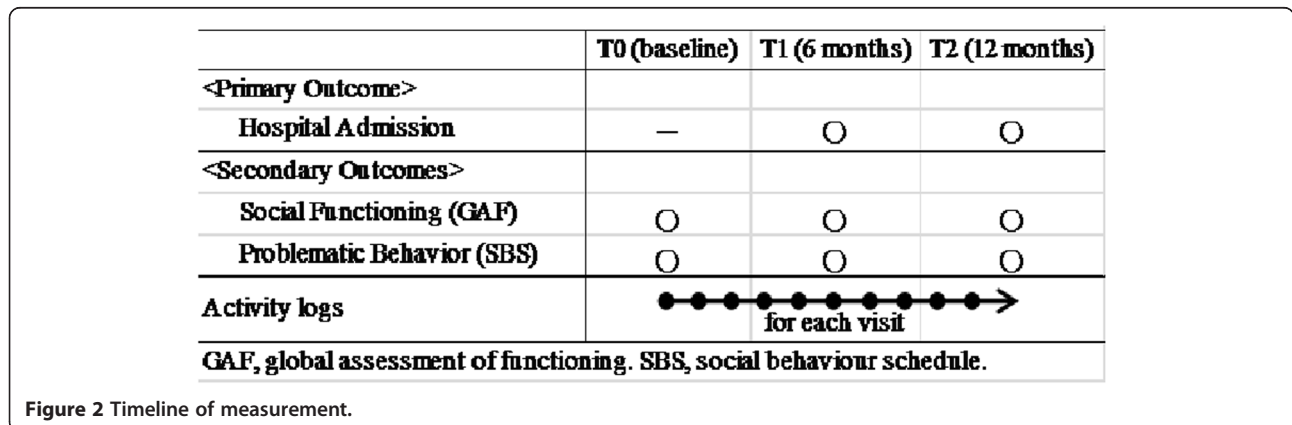 T0 (baseline) T1 (6 months) T2 (12 months)
<Primary Outcome>
Hospital Admission – O O
<Secondary Outcomes>
Social Functioning (GAF) O O O
Problematic Behavior (SBS) O O O
Activity logs
for each visit
GAF, global assessment of functioning. SBS, social behaviour schedule.
Figure 2 Timeline of measurement.